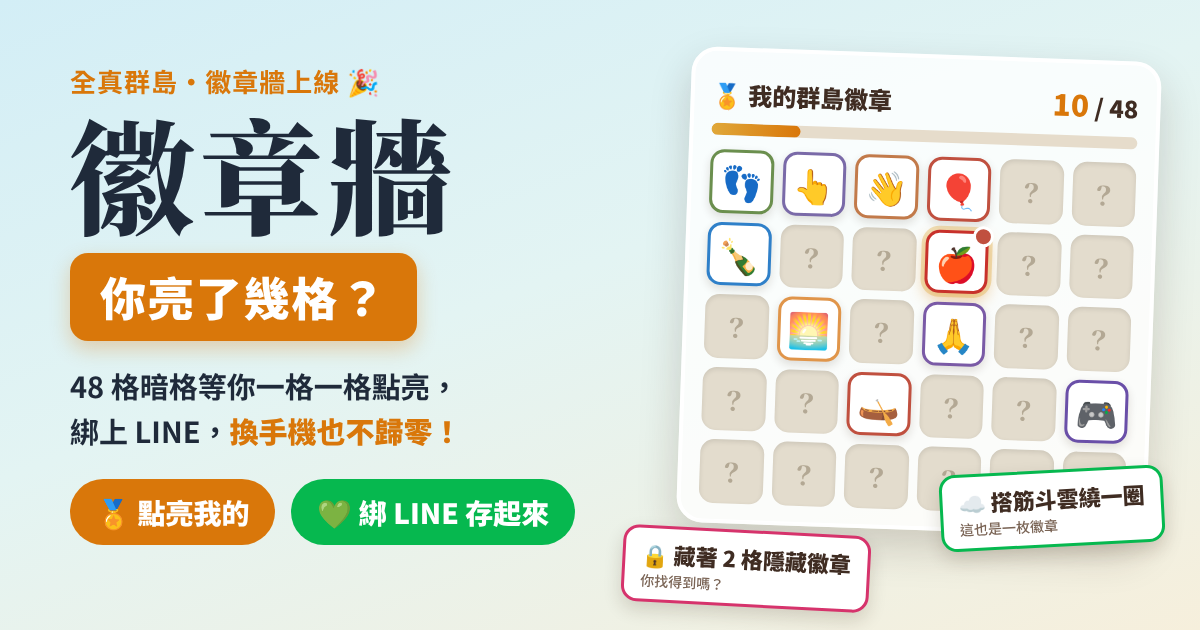 全真群島・徽章牆上線 🎉
徽章牆
你亮了幾格？
48 格暗格等你一格一格點亮，
綁上 LINE，換手機也不歸零！
🏅 點亮我的
💚 綁 LINE 存起來
🏅 我的群島徽章
10 / 48
? ?
? ? ? ?
? ? ? ?
? ? ? ?
? ? ? ?
☁️ 搭筋斗雲繞一圈
這也是一枚徽章
🔒 藏著 2 格隱藏徽章
你找得到嗎？